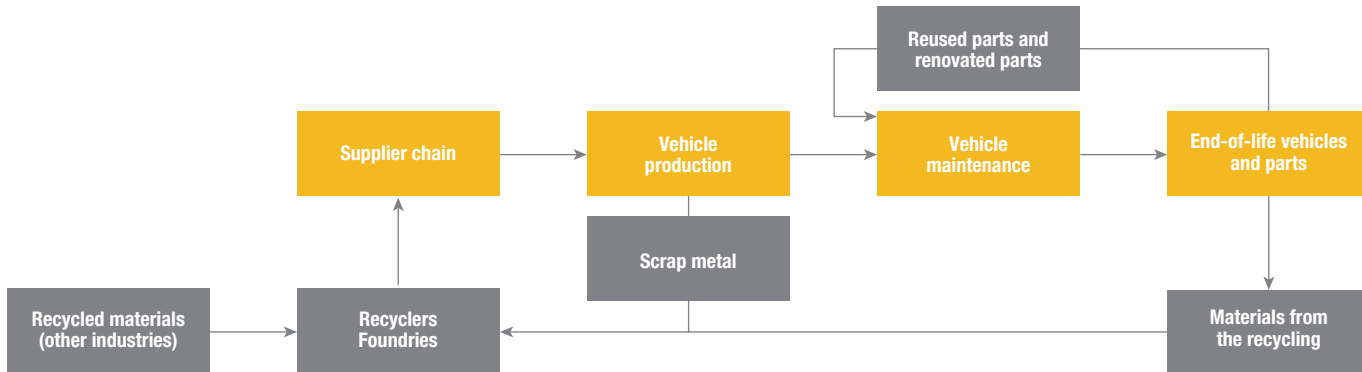 Reused parts and
renovated parts
Supplier chain
Vehicle
production
Vehicle
maintenance
End-of-life vehicles
and parts
Scrap metal
Recycled materials
(other industries)
Recyclers
Foundries
Materials from
the recycling